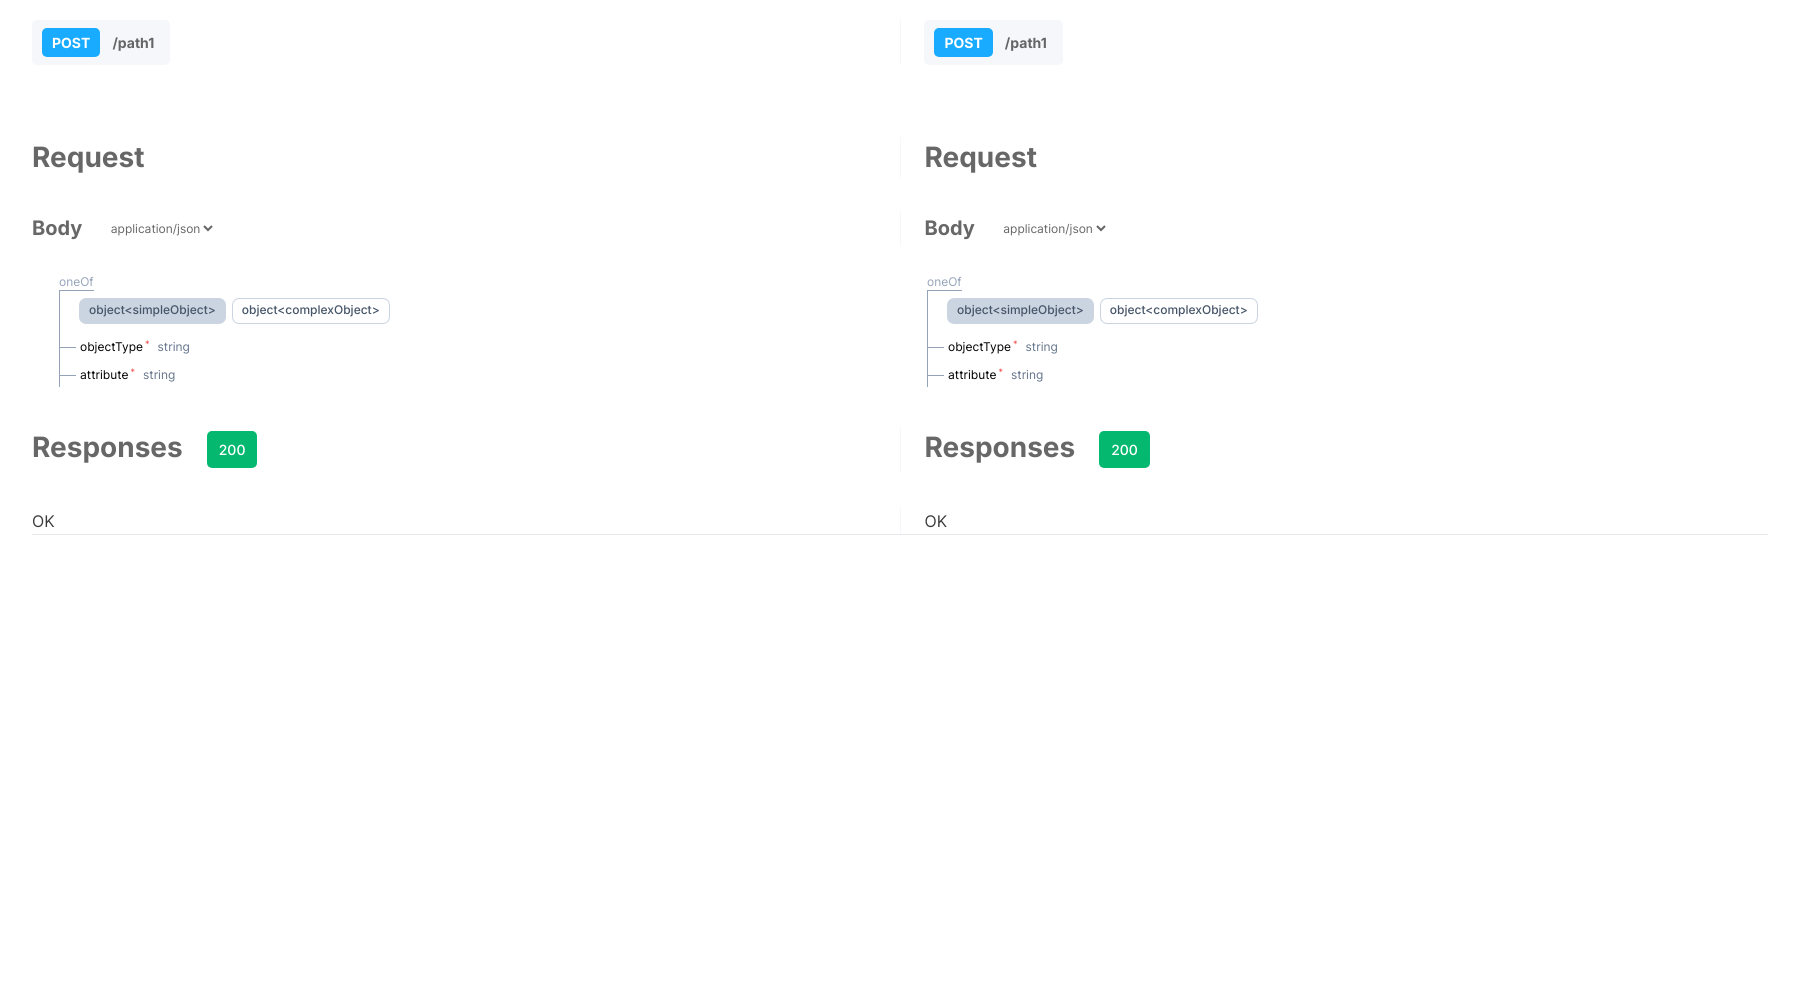 POST /path1
Request
Body application/json
oneOf
object<simpleObject> object<complexObject>
objectType* string
attribute* string
Responses 200
OK
POST /path1
Request
Body application/json
oneOf
object<simpleObject> object<complexObject>
objectType* string
attribute* string
Responses 200
OK